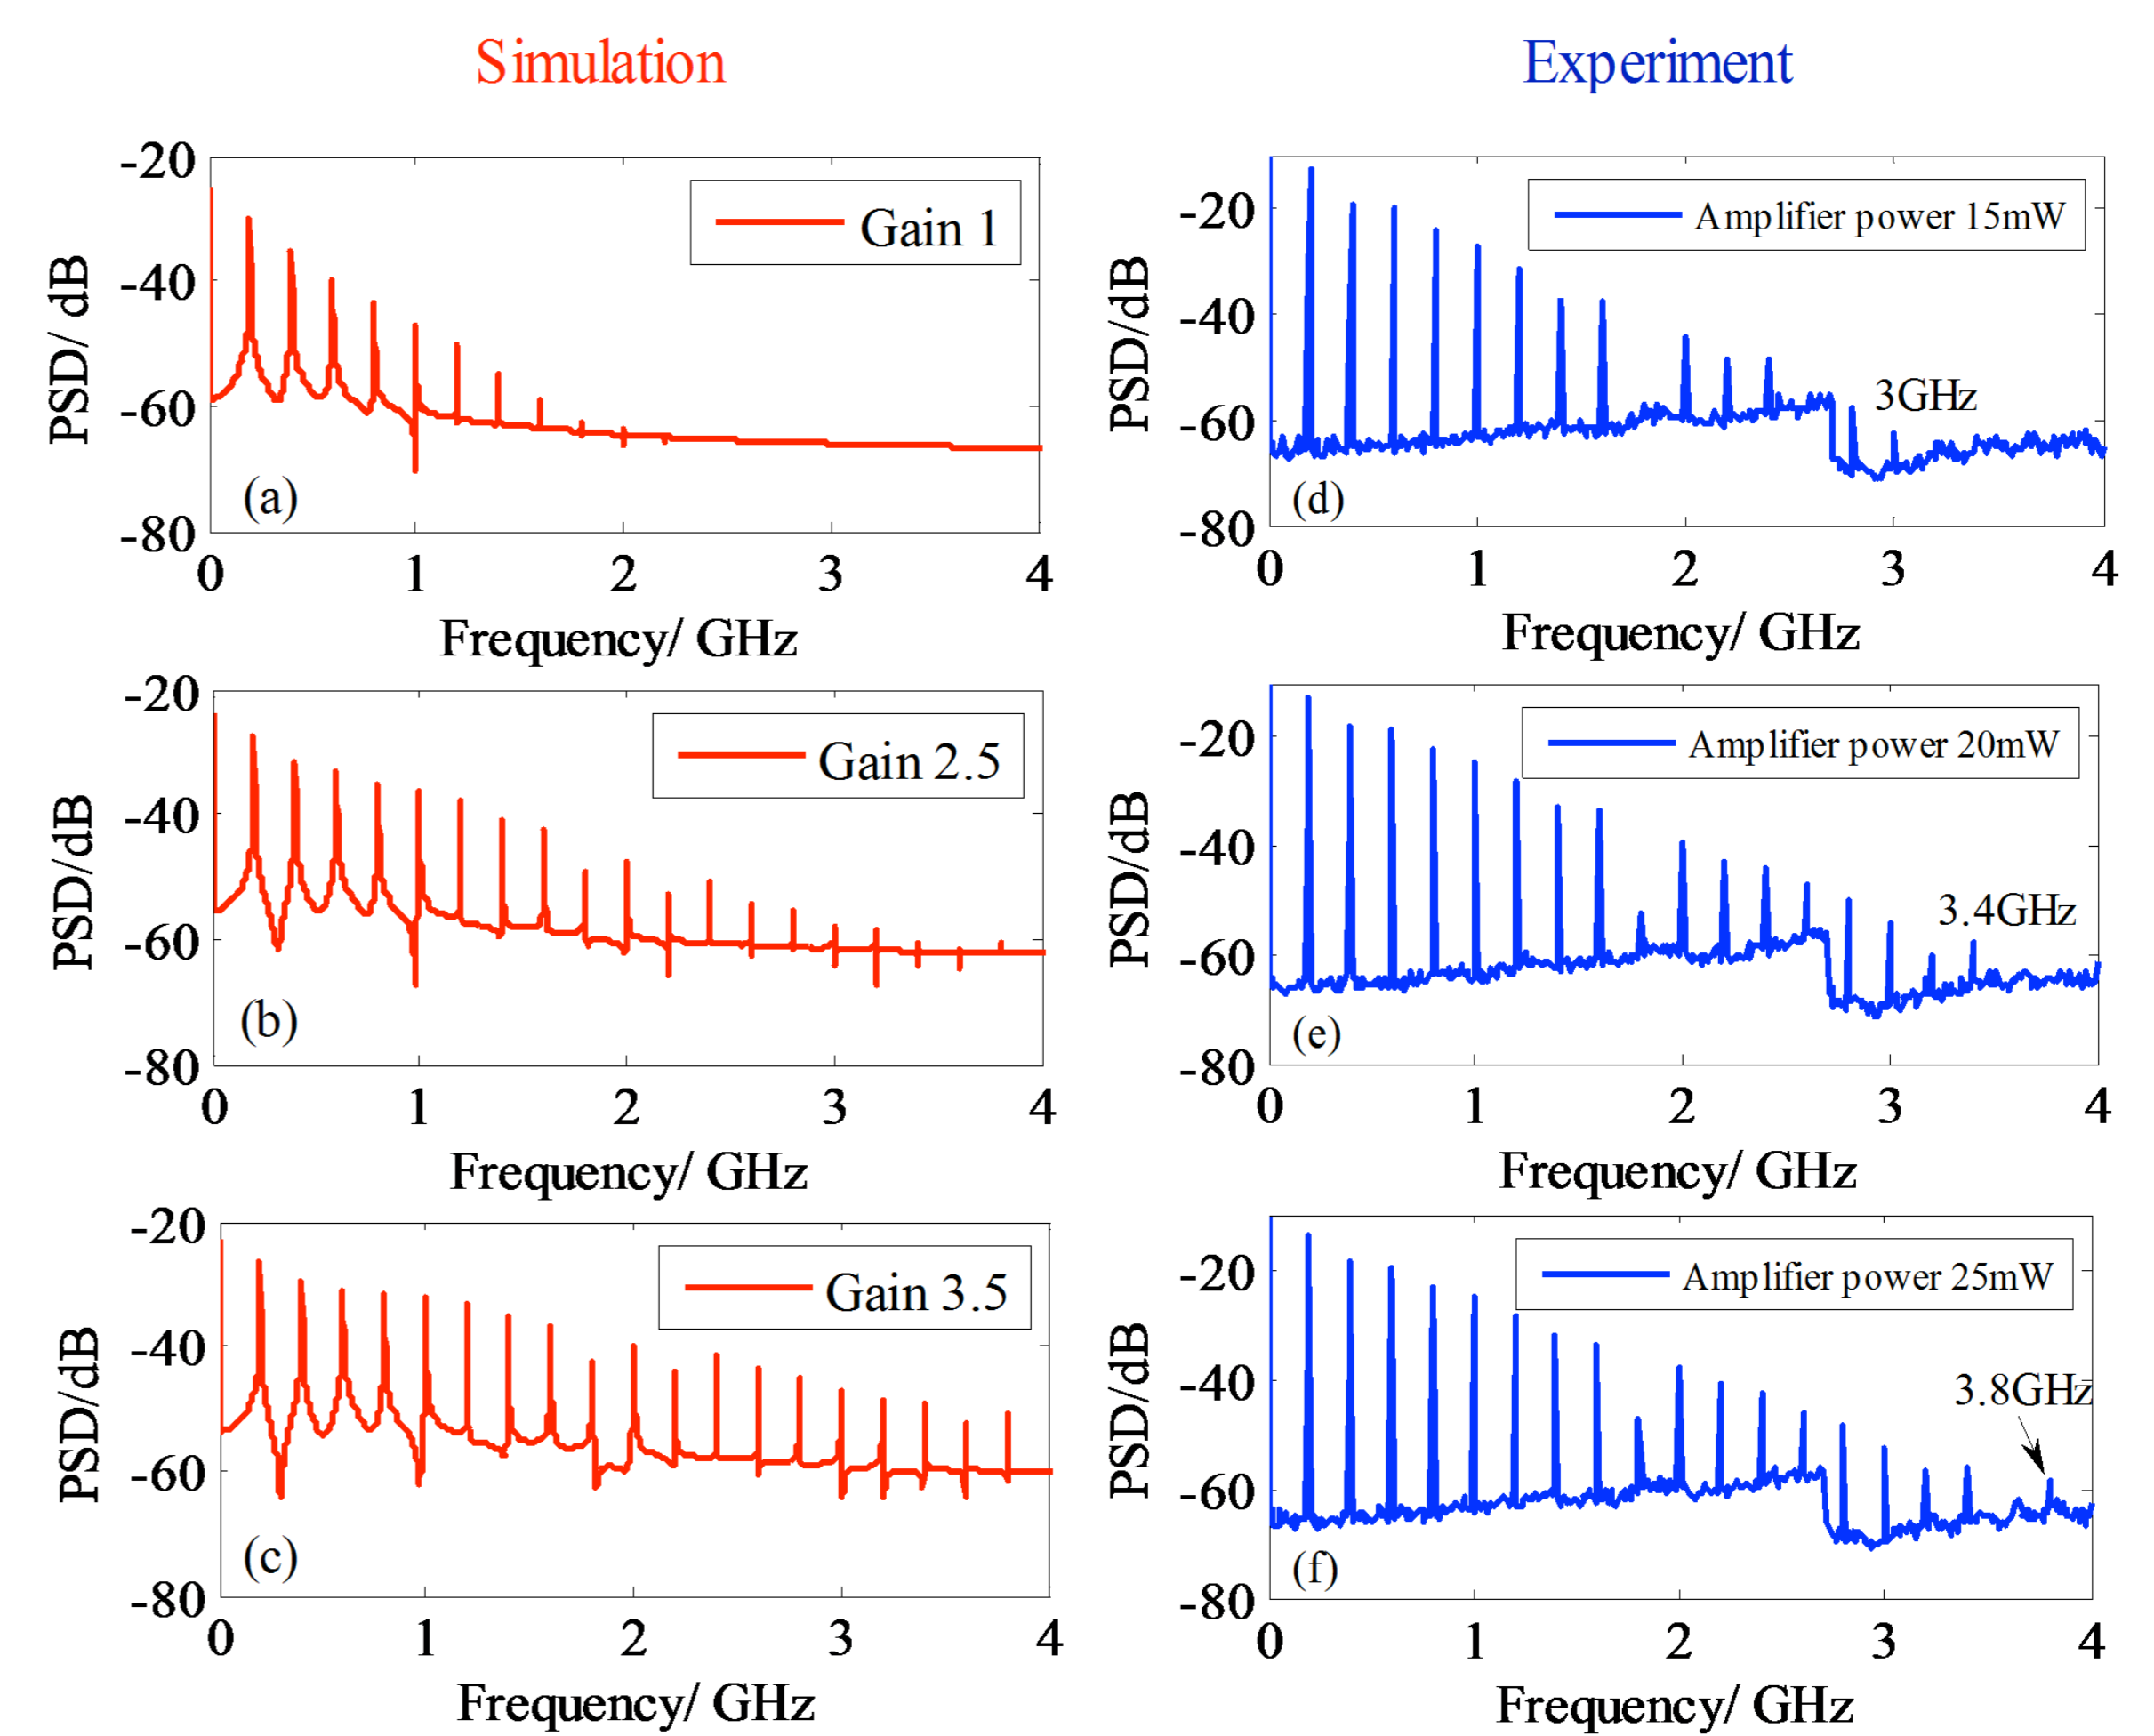 Simulation
Experiment
-20
-40
-60
-80
PSD/ dB
Gain 1
(a)
0 1 2 3 4
Frequency/ GHz
-20
-40
-60
-80
PSD/dB
Amplifier power 15mW
3GHz
(d)
0 1 2 3 4
Frequency/ GHz
-20
-40
-60
-80
PSD/dB
Gain 2.5
(b)
0 1 2 3 4
Frequency/ GHz
-20
-40
-60
-80
PSD/dB
Amplifier power 20mW
3.4GHz
(e)
0 1 2 3 4
Frequency/ GHz
-20
-40
-60
-80
PSD/dB
Gain 3.5
(c)
0 1 2 3 4
Frequency/ GHz
-20
-40
-60
-80
PSD/dB
Amplifier power 25mW
3.8GHz
(f)
0 1 2 3 4
Frequency/ GHz